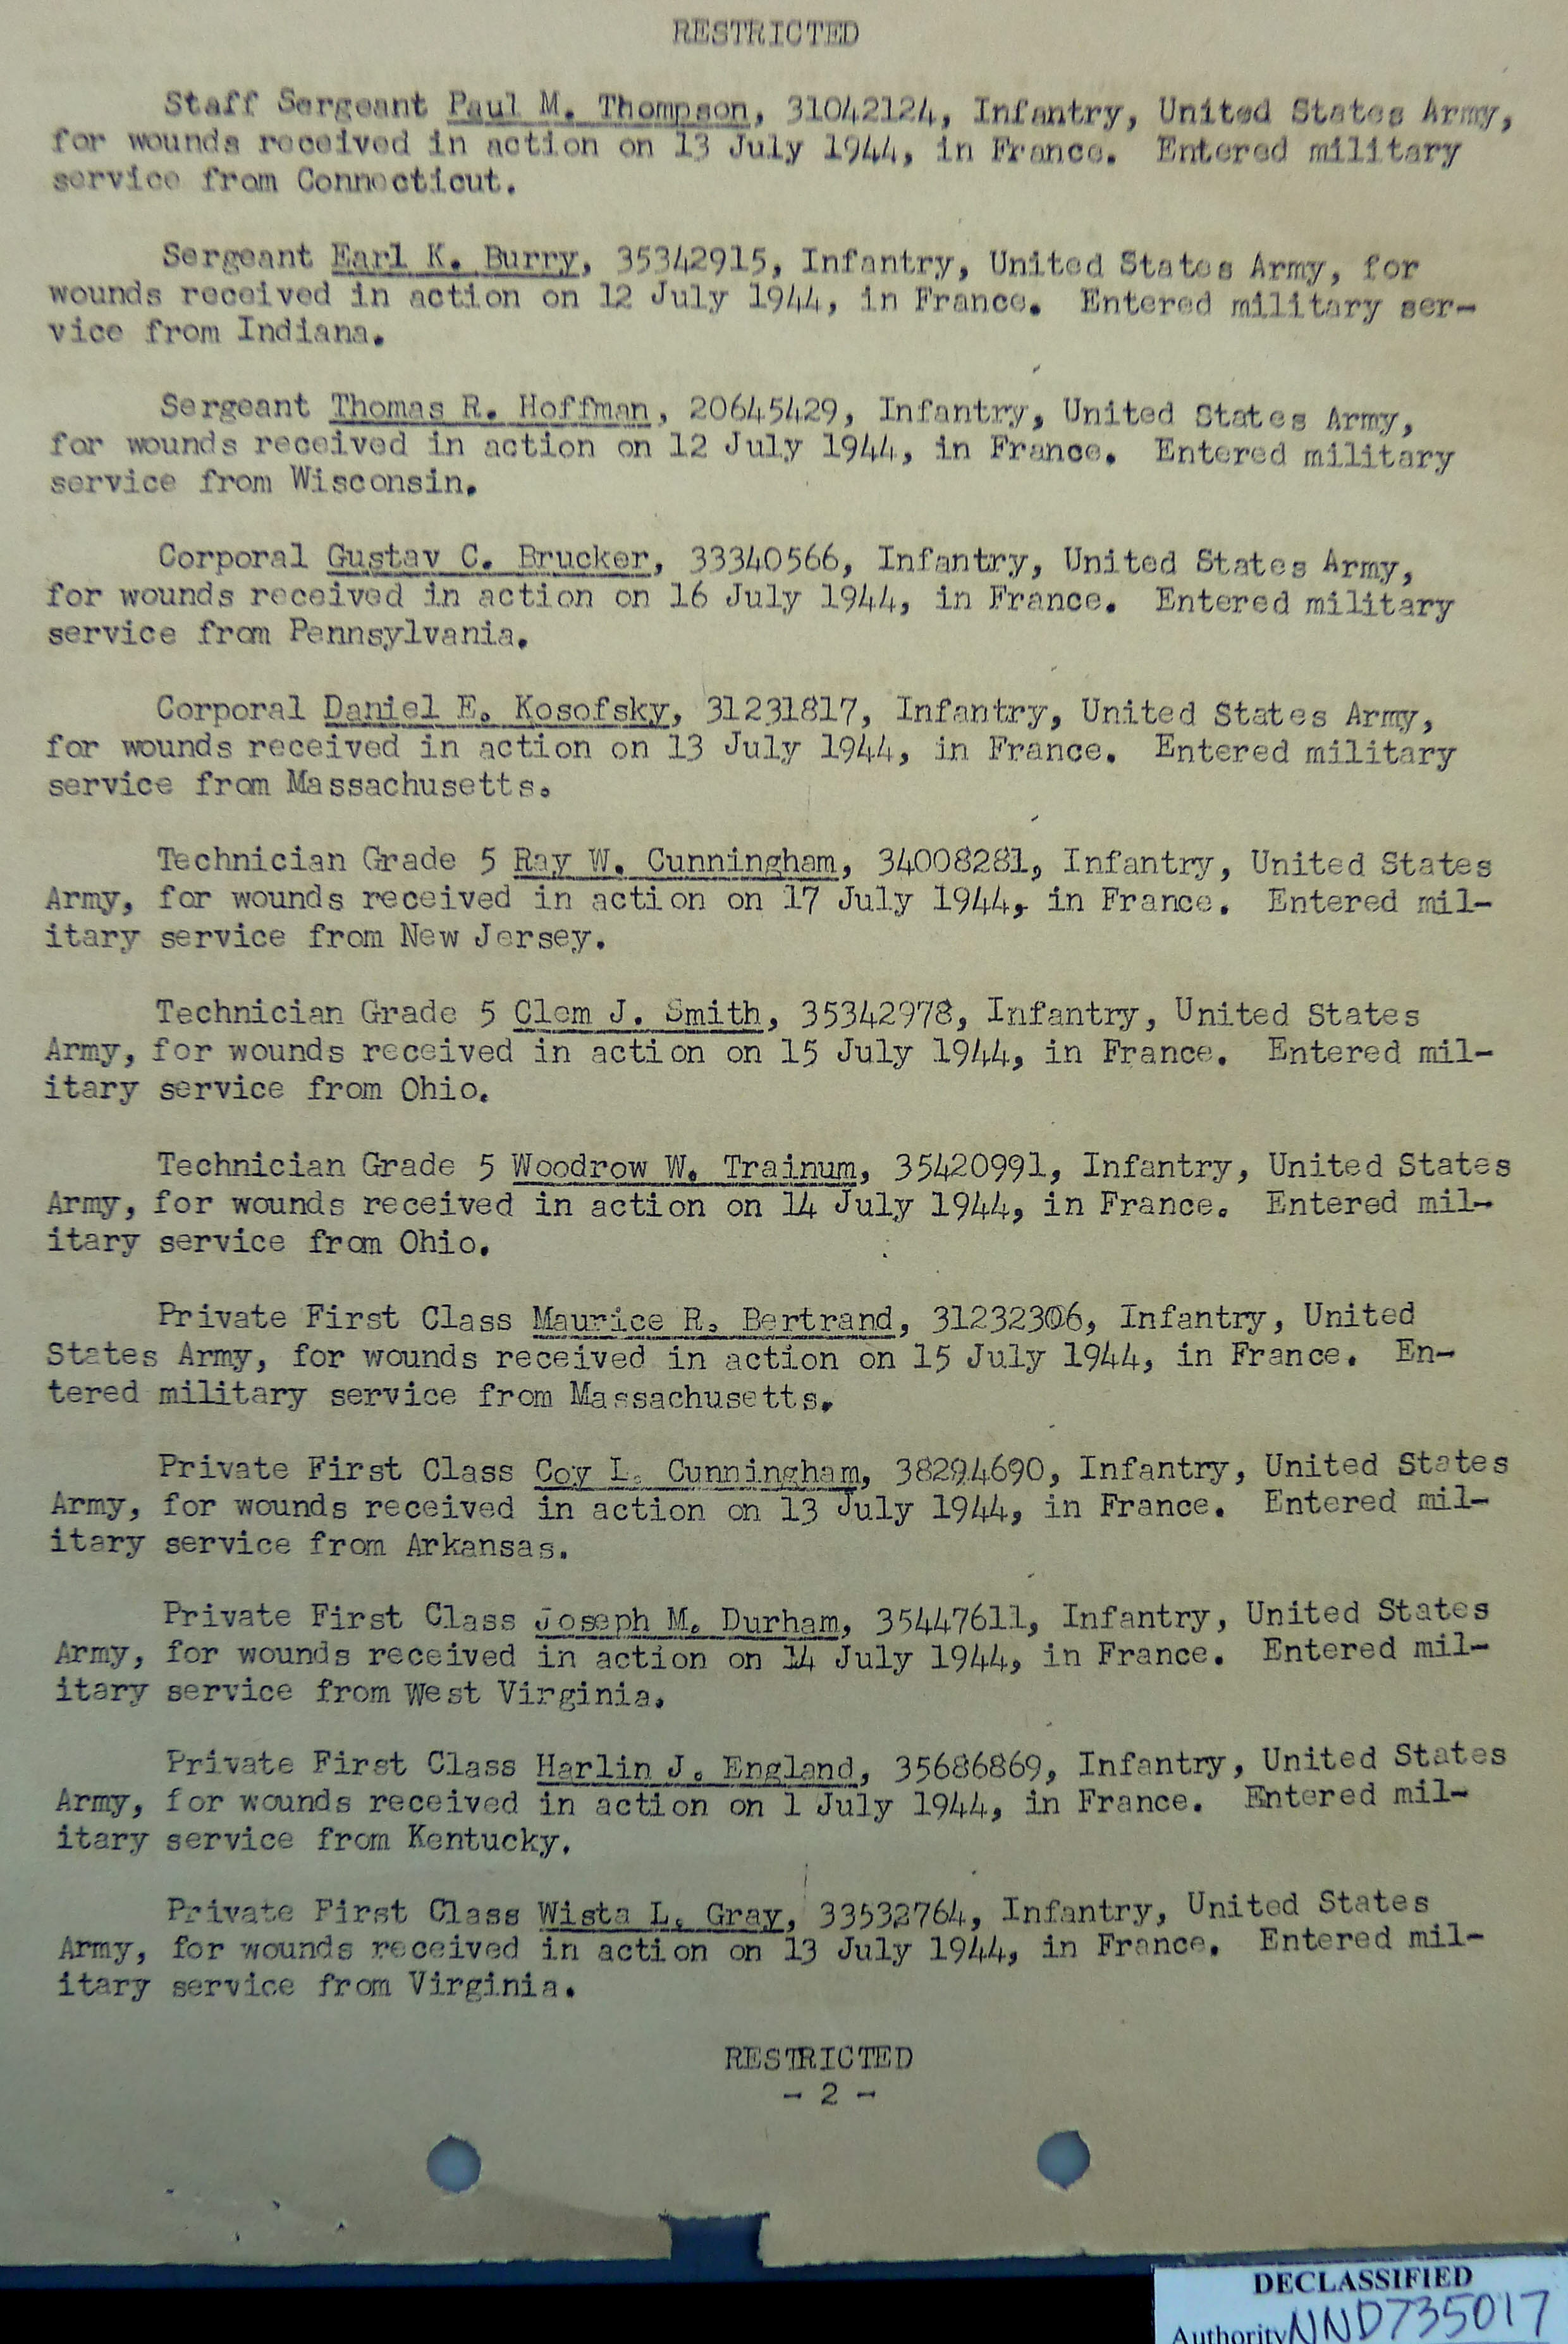 RESTRICTED
Staff Sergeant Paul M. Thompson, 31042124, Infantry, United States Army,
for wounds received in action on 13 July 1944, in France. Entered military
service from Connecticut.
Sergeant Earl K. Burry, 35342915, Infantry, United States Army, for
wounds received in action on 12 July 1944, in France. Entered military ser-
vice from Indiana.
Sergeant Thomas R. Hoffman, 20645429, Infantry, United States Army,
for wounds received in action on 12 July 1944, in France. Entered military
service from Wisconsin.
Corporal Gustav C. Brucker, 33340566, Infantry, United States Army,
for wounds received in action on 16 July 1944, in France. Entered military
service from Pennsylvania.
Corporal Daniel E. Kosofsky, 31231817, Infantry, United States Army,
for wounds received in action on 13 July 1944, in France. Entered military
service from Massachusetts.
Technician Grade 5 Ray W. Cunningham, 34008281, Infantry, United States
Army, for wounds received in action on 17 July 1944, in France. Entered mil-
itary service from New Jersey.
Technician Grade 5 Clem J. Smith, 35342978, Infantry, United States
Army, for wounds received in action on 15 July 1944, in France. Entered mil-
itary service from Ohio.
Technician Grade 5 Woodrow W. Trainum, 35420991, Infantry, United States
Army, for wounds received in action on 14 July 1944, in France. Entered mil-
itary service from Ohio.
Private First Class Maurice R. Bertrand, 31232306, Infantry, United
States Army, for wounds received in action on 15 July 1944, in France. En-
tered military service from Massachusetts.
Private First Class Coy L. Cunningham, 38294690, Infantry, United States
Army, for wounds received in action on 13 July 1944, in France. Entered mil-
itary service from Arkansas.
Private First Class Joseph M. Durham, 35447611, Infantry, United States
Army, for wounds received in action on 14 July 1944, in France. Entered mil-
itary service from West Virginia.
Private First Class Harlin J. England, 35686869, Infantry, United States
Army, for wounds received in action on 1 July 1944, in France. Entered mil-
itary service from Kentucky.
Private First Class Wista L. Gray, 33532764, Infantry, United States
Army, for wounds received in action on 13 July 1944, in France. Entered mil-
itary service from Virginia.
RESTRICTED
- 2 -
DECLASSIFIED
Authority NND735017